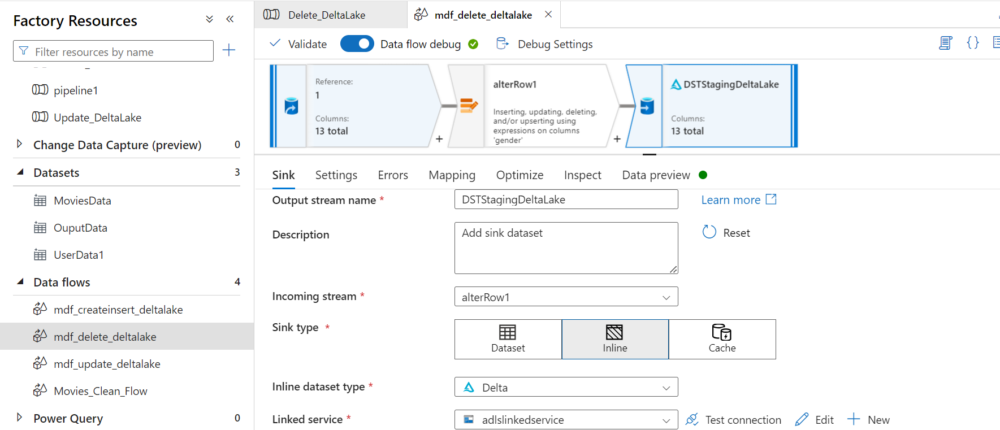 Factory Resources
Filter resources by name
pipeline1
Update_DeltaLake
Change Data Capture (preview) 0
Datasets 3
MoviesData
OuputData
UserData1
Data flows 4
mdf_createinsert_deltalake
mdf_delete_deltalake
mdf_update_deltalake
Movies_Clean_Flow
Power Query 0
Delete_DeltaLake
mdf_delete_deltalake
Validate
Data flow debug
Debug Settings
Reference:
1
Columns:
13 total
alterRow1
Inserting, updating, deleting,
and/or upserting using
expressions on columns
'gender'
DSTStagingDeltaLake
Columns:
13 total
Sink Settings Errors Mapping Optimize Inspect Data preview
Output stream name * DSTStagingDeltaLake Learn more
Description Add sink dataset Reset
Incoming stream * alterRow1
Sink type * Dataset Inline Cache
Inline dataset type * Delta
Linked service * adlslinkedservice Test connection Edit New